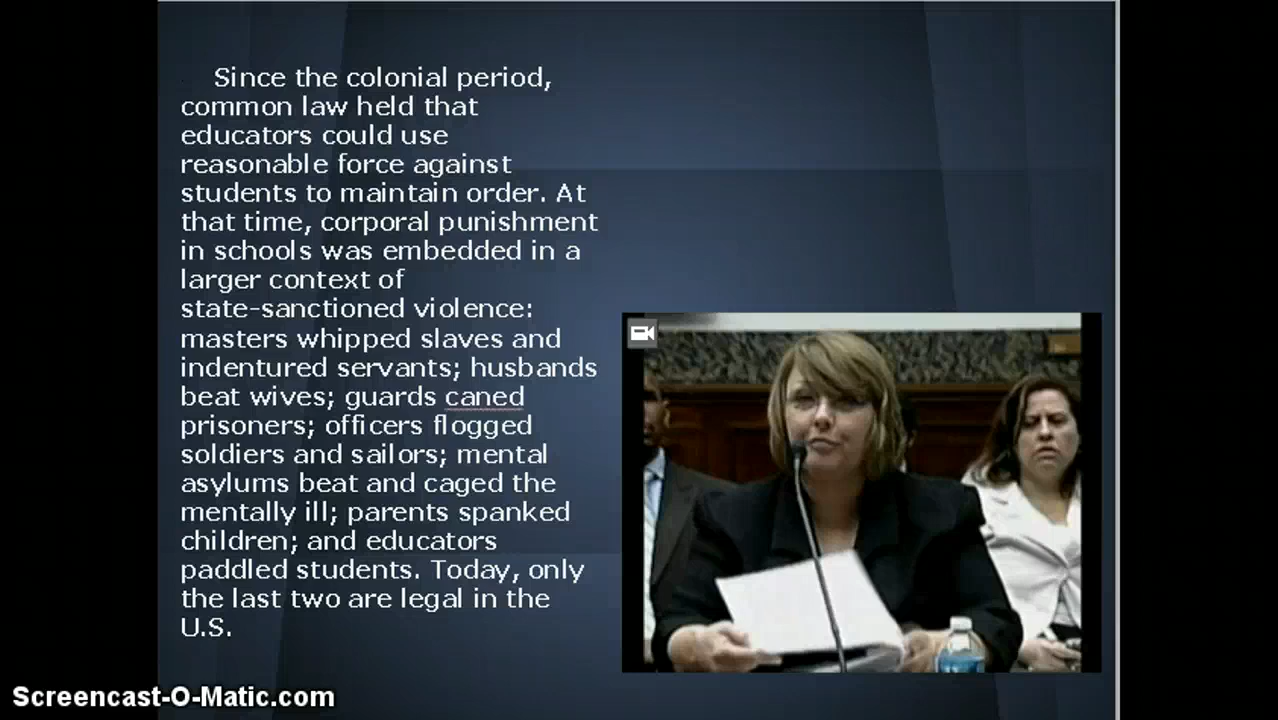 Since the colonial period,
common law held that
educators could use
reasonable force against
students to maintain order. At
that time, corporal punishment
in schools was embedded in a
larger context of
state-sanctioned violence:
masters whipped slaves and
indentured servants; husbands
beat wives; guards caned
prisoners; officers flogged
soldiers and sailors; mental
asylums beat and caged the
mentally ill; parents spanked
children; and educators
paddled students. Today, only
the last two are legal in the
U.S.
Screencast-O-Matic.com